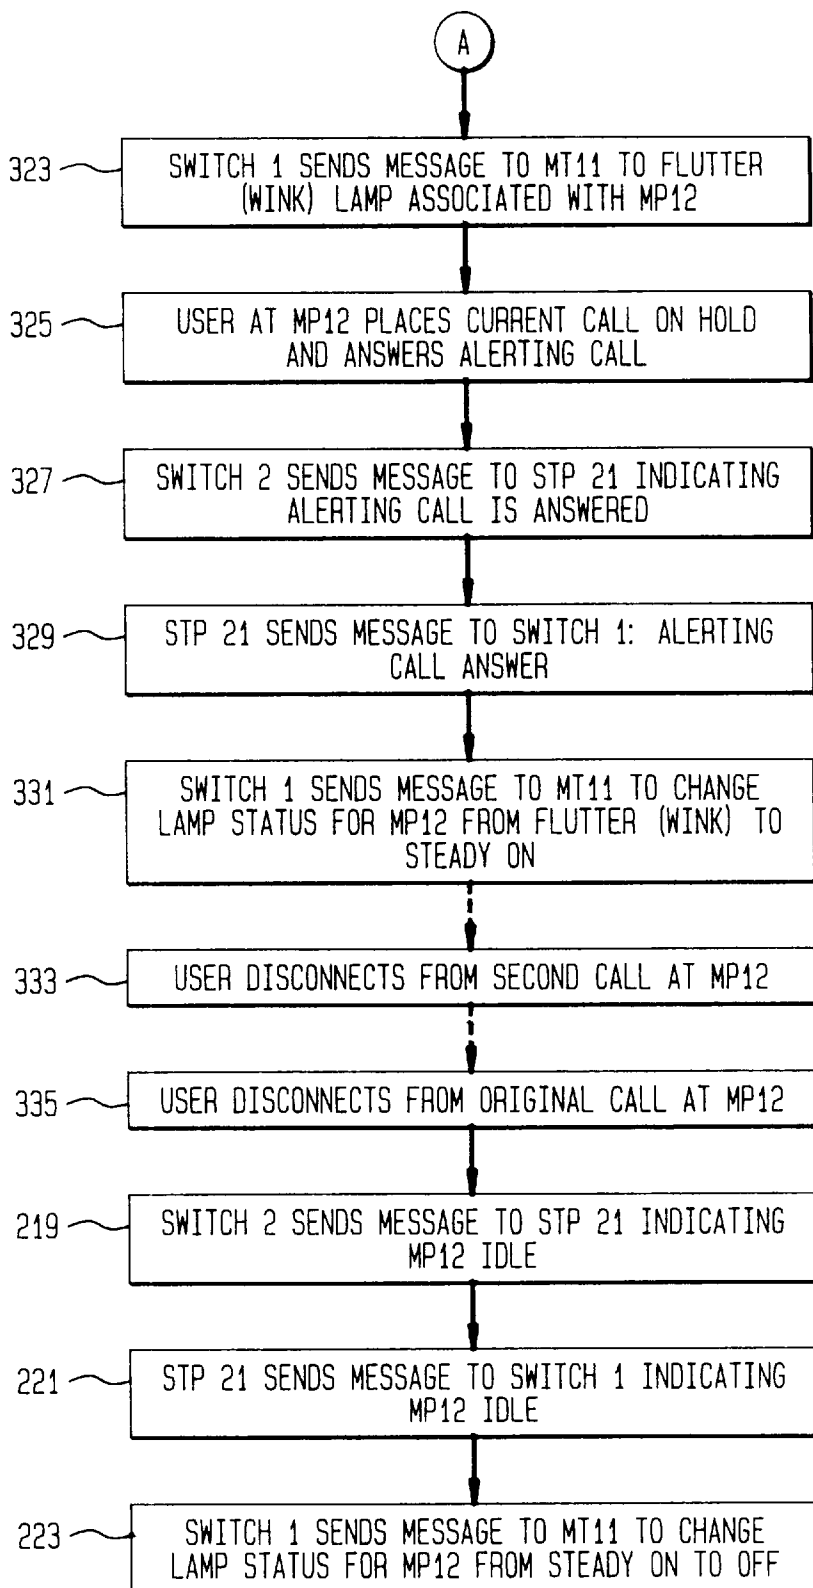 A
323
SWITCH 1 SENDS MESSAGE TO MT11 TO FLUTTER
(WINK) LAMP ASSOCIATED WITH MP12
325
USER AT MP12 PLACES CURRENT CALL ON HOLD
AND ANSWERS ALERTING CALL
327
SWITCH 2 SENDS MESSAGE TO STP 21 INDICATING
ALERTING CALL IS ANSWERED
329
STP 21 SENDS MESSAGE TO SWITCH 1: ALERTING
CALL ANSWER
331
SWITCH 1 SENDS MESSAGE TO MT11 TO CHANGE
LAMP STATUS FOR MP12 FROM FLUTTER (WINK) TO
STEADY ON
333
USER DISCONNECTS FROM SECOND CALL AT MP12
335
USER DISCONNECTS FROM ORIGINAL CALL AT MP12
219
SWITCH 2 SENDS MESSAGE TO STP 21 INDICATING
MP12 IDLE
221
STP 21 SENDS MESSAGE TO SWITCH 1 INDICATING
MP12 IDLE
223
SWITCH 1 SENDS MESSAGE TO MT11 TO CHANGE
LAMP STATUS FOR MP12 FROM STEADY ON TO OFF